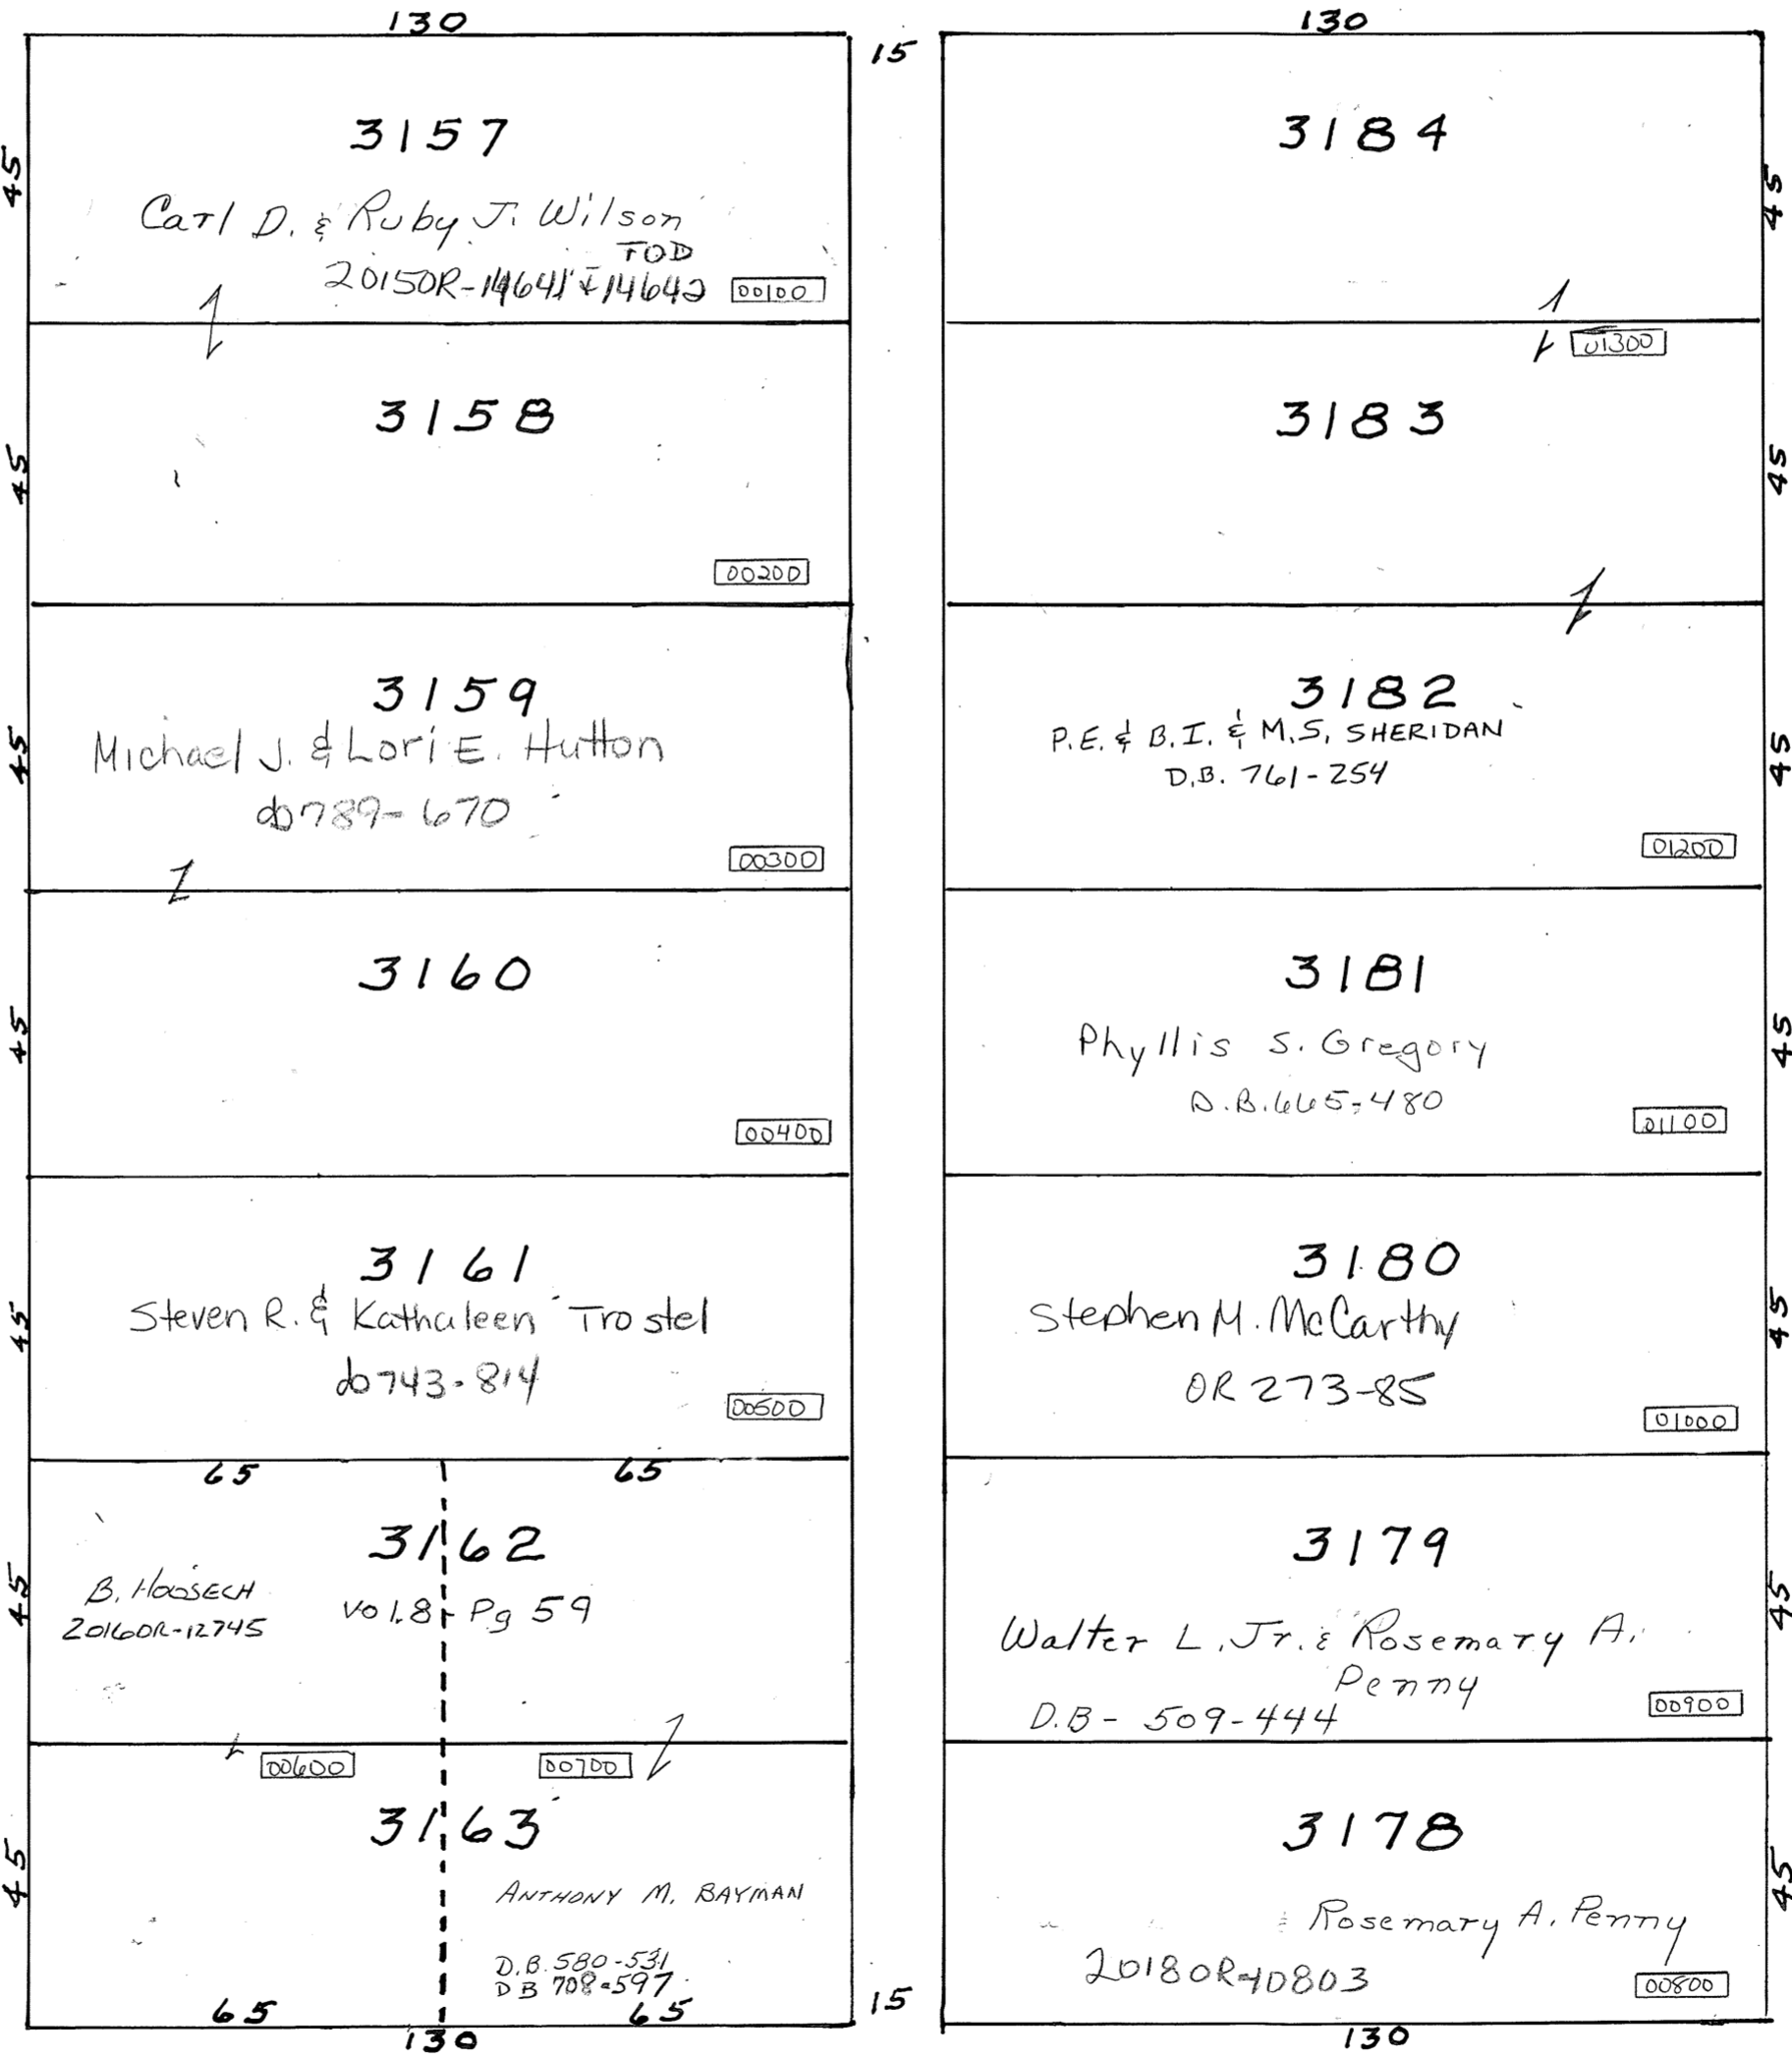 130
45
3157
Carl D. & Ruby J. Wilson
TOD
2015OR-14641 & 14642
00100
45
3158
00200
45
3159
Michael J. & Lori E. Hutton
db 789-670
00300
45
3160
00400
45
3161
Steven R. & Kathaleen Trostel
db 743-814
00500
65 65
45
3162
B. HOOSECH
2016OR-12745
Vol. 8 - Pg 59
00600
00700
45
3163
ANTHONY M. BAYMAN
D.B. 580-531
DB 708-597
65 65
130
15
15
130
3184
45
01300
3183
45
3182
P.E. & B.I. & M.S. SHERIDAN
D.B. 761-254
45
01200
3181
Phyllis S. Gregory
D.B. 665-480
45
01100
3180
Stephen M. McCarthy
OR 273-85
45
01000
3179
Walter L. Jr. & Rosemary A.
Penny
D.B - 509-444
45
00900
3178
Rosemary A. Penny
2018OR-10803
45
00800
130